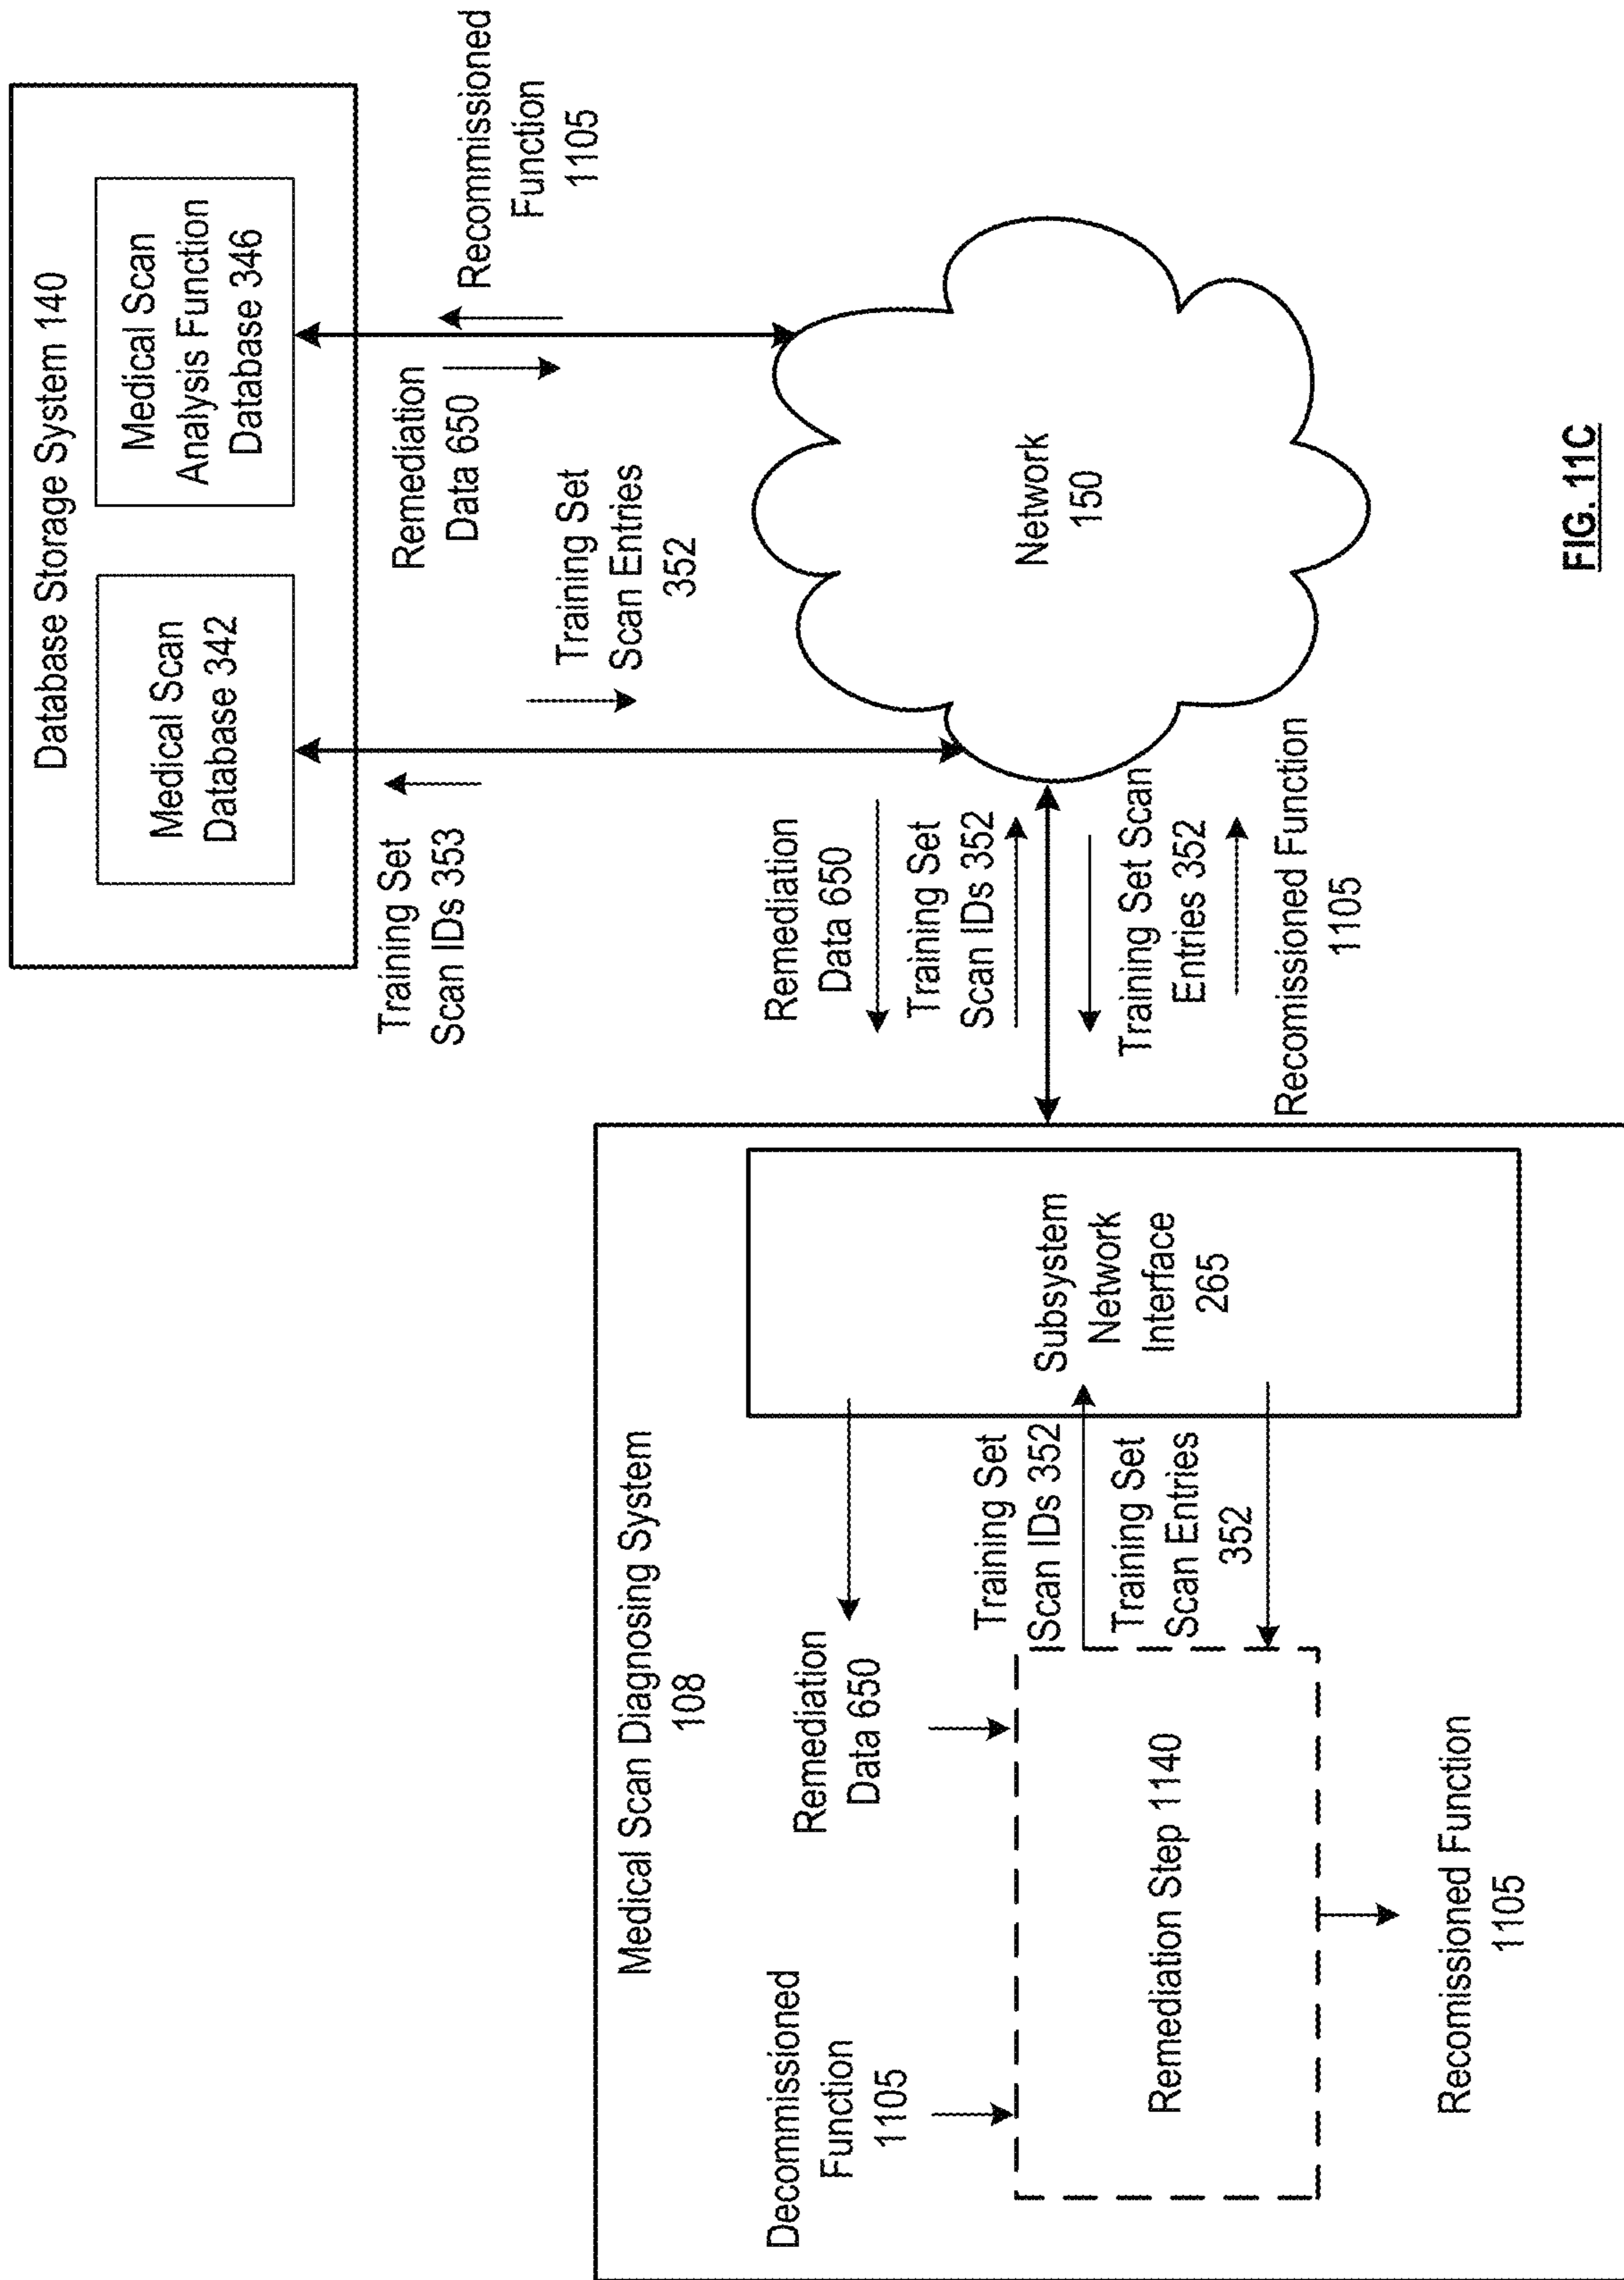 Database Storage System 140
Medical Scan
Database 342
Medical Scan
Analysis Function
Database 346
Training Set
Scan IDs 353
Training Set
Scan Entries
352
Remediation
Data 650
Recommissioned
Function
1105
Network
150
Remediation
Data 650
Training Set
Scan IDs 352
Training Set Scan
Entries 352
Recomissioned Function
1105
Medical Scan Diagnosing System
108
Subsystem
Network
Interface
265
Remediation
Data 650
Training Set
Scan IDs 352
Training Set
Scan Entries
352
Decommissioned
Function
1105
Remediation Step 1140
Recomissioned Function
1105
FIG. 11C